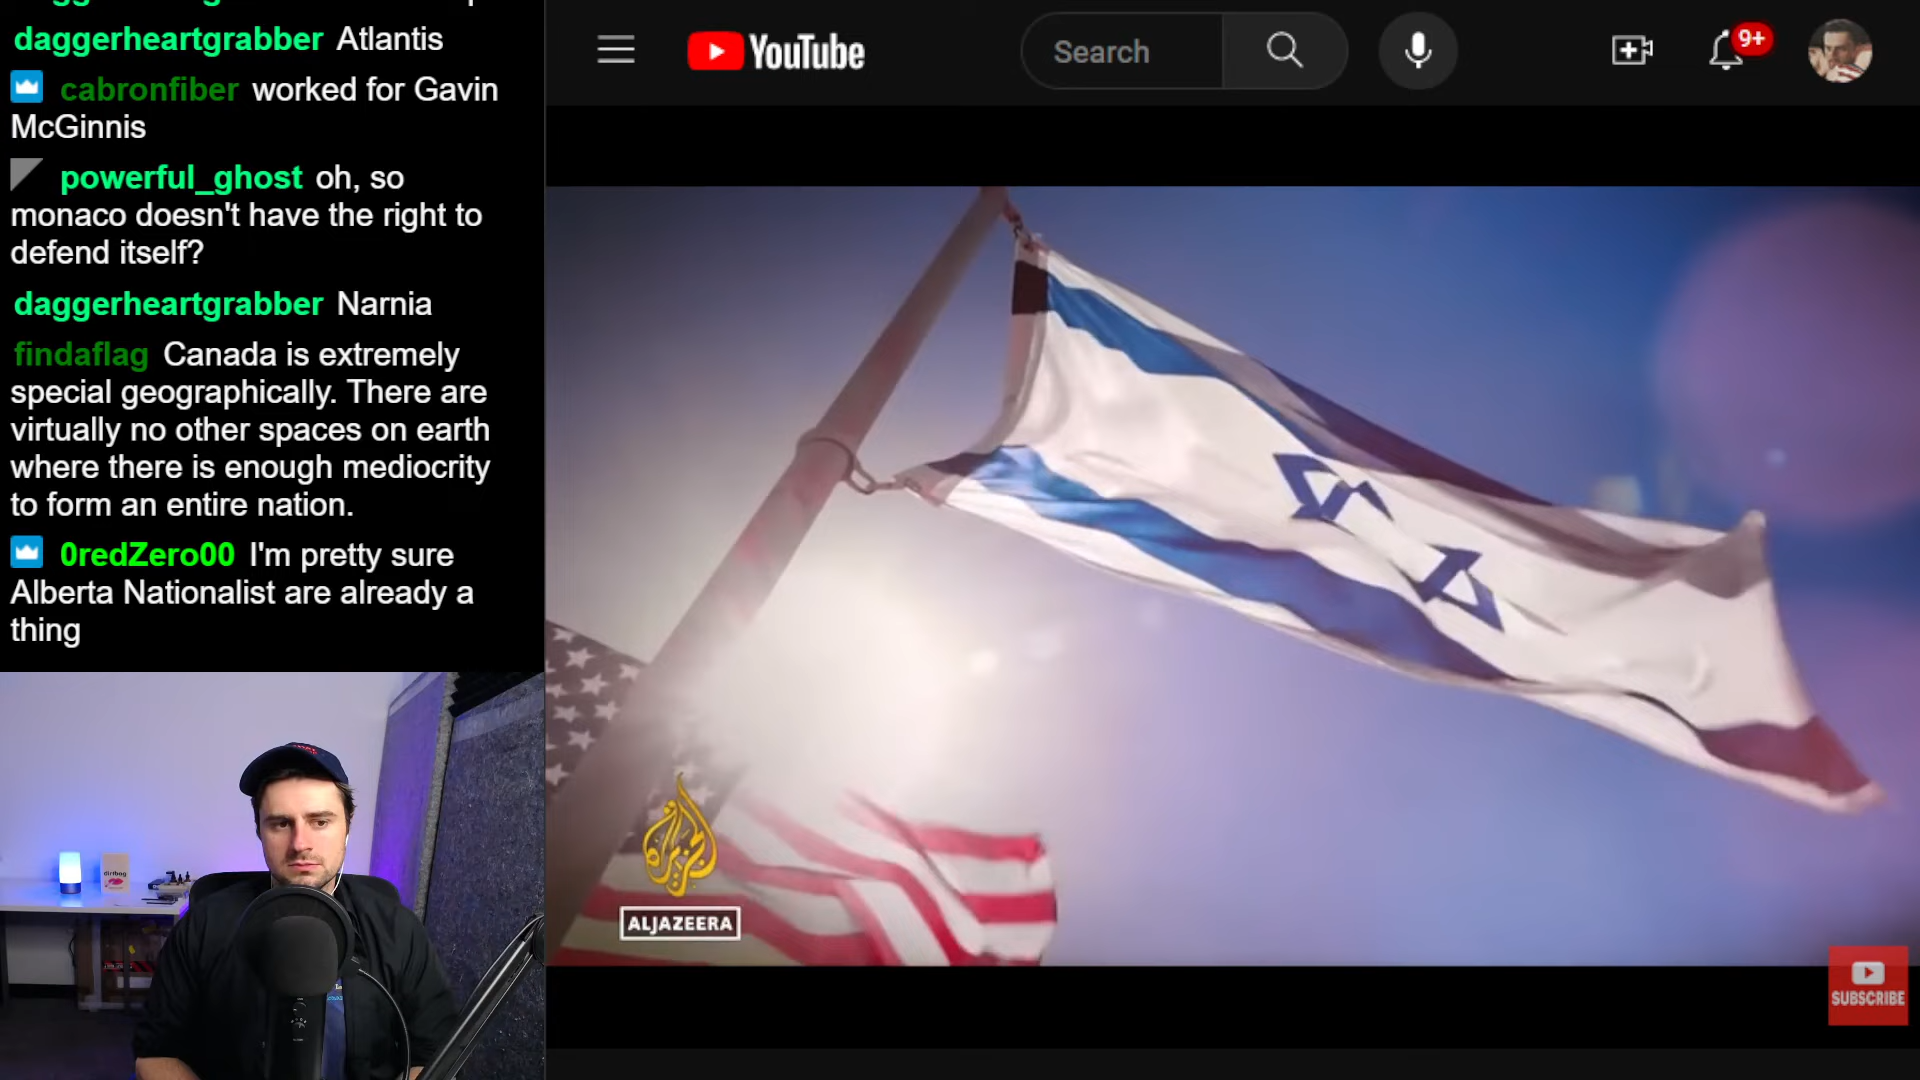 daggerheartgrabber Atlantis
cabronfiber worked for Gavin
McGinnis
powerful_ghost oh, so
monaco doesn't have the right to
defend itself?
daggerheartgrabber Narnia
findaflag Canada is extremely
special geographically. There are
virtually no other spaces on earth
where there is enough mediocrity
to form an entire nation.
0redZero00 I'm pretty sure
Alberta Nationalist are already a
thing
YouTube
Search
9+
الجزيرة
ALJAZEERA
SUBSCRIBE
dirtbag